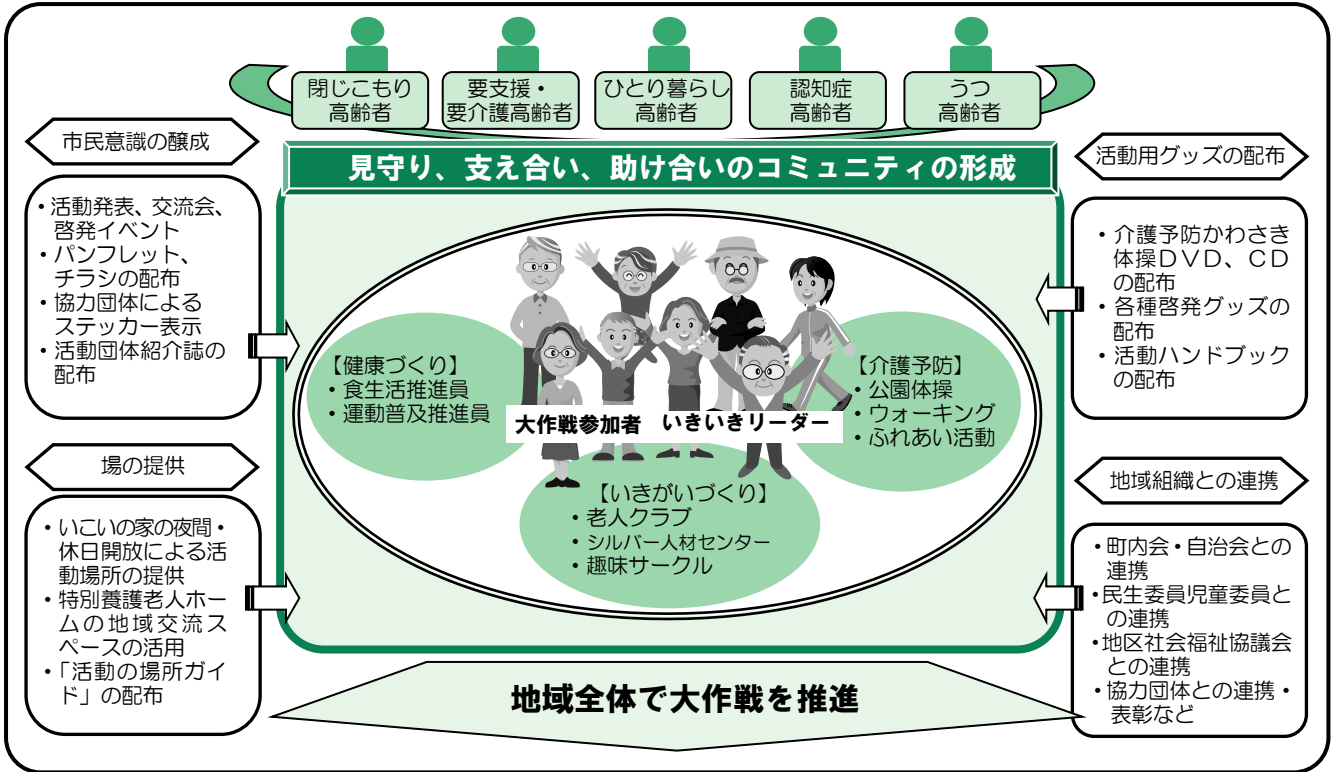 閉じこもり
高齢者
要支援・
要介護高齢者
ひとり暮らし
高齢者
認知症
高齢者
うつ
高齢者
見守り、支え合い、助け合いのコミュニティの形成
市民意識の醸成
・活動発表、交流会、
啓発イベント
・パンフレット、
チラシの配布
・協力団体による
ステッカー表示
・活動団体紹介誌の
配布
場の提供
・いこいの家の夜間・
休日開放による活
動場所の提供
・特別養護老人ホー
ムの地域交流ス
ペースの活用
・「活動の場所ガイ
ド」の配布
【健康づくり】
・食生活推進員
・運動普及推進員
大作戦参加者 いきいきリーダー
【介護予防】
・公園体操
・ウォーキング
・ふれあい活動
【いきがいづくり】
・老人クラブ
・シルバー人材センター
・趣味サークル
活動用グッズの配布
・介護予防かわさき
体操DVD、CD
の配布
・各種啓発グッズの
配布
・活動ハンドブック
の配布
地域組織との連携
・町内会・自治会との
連携
・民生委員児童委員と
の連携
・地区社会福祉協議会
との連携
・協力団体との連携・
表彰など
地域全体で大作戦を推進